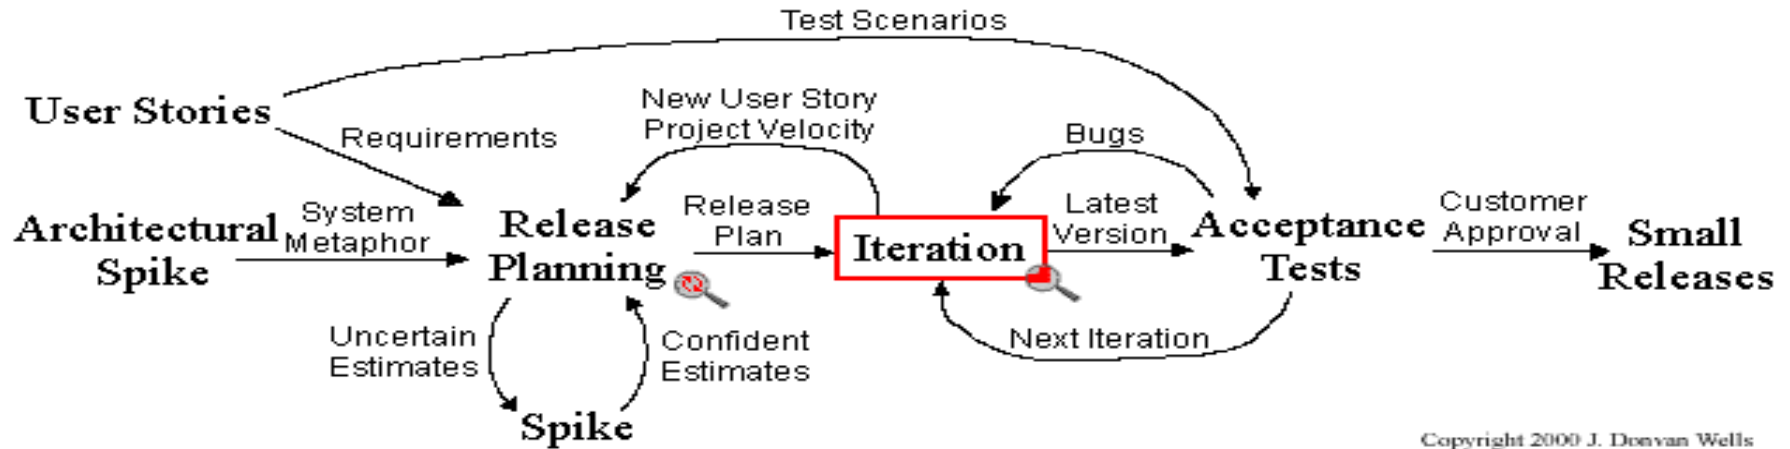 Test Scenarios
User Stories
New User Story
Project Velocity
Requirements
Bugs
Architectural
Spike
System
Metaphor
Release
Planning
Release
Plan
Iteration
Latest
Version
Acceptance
Tests
Customer
Approval
Small
Releases
Uncertain
Estimates
Confident
Estimates
Next Iteration
Spike
Copyright 2000 J. Donvan Wells